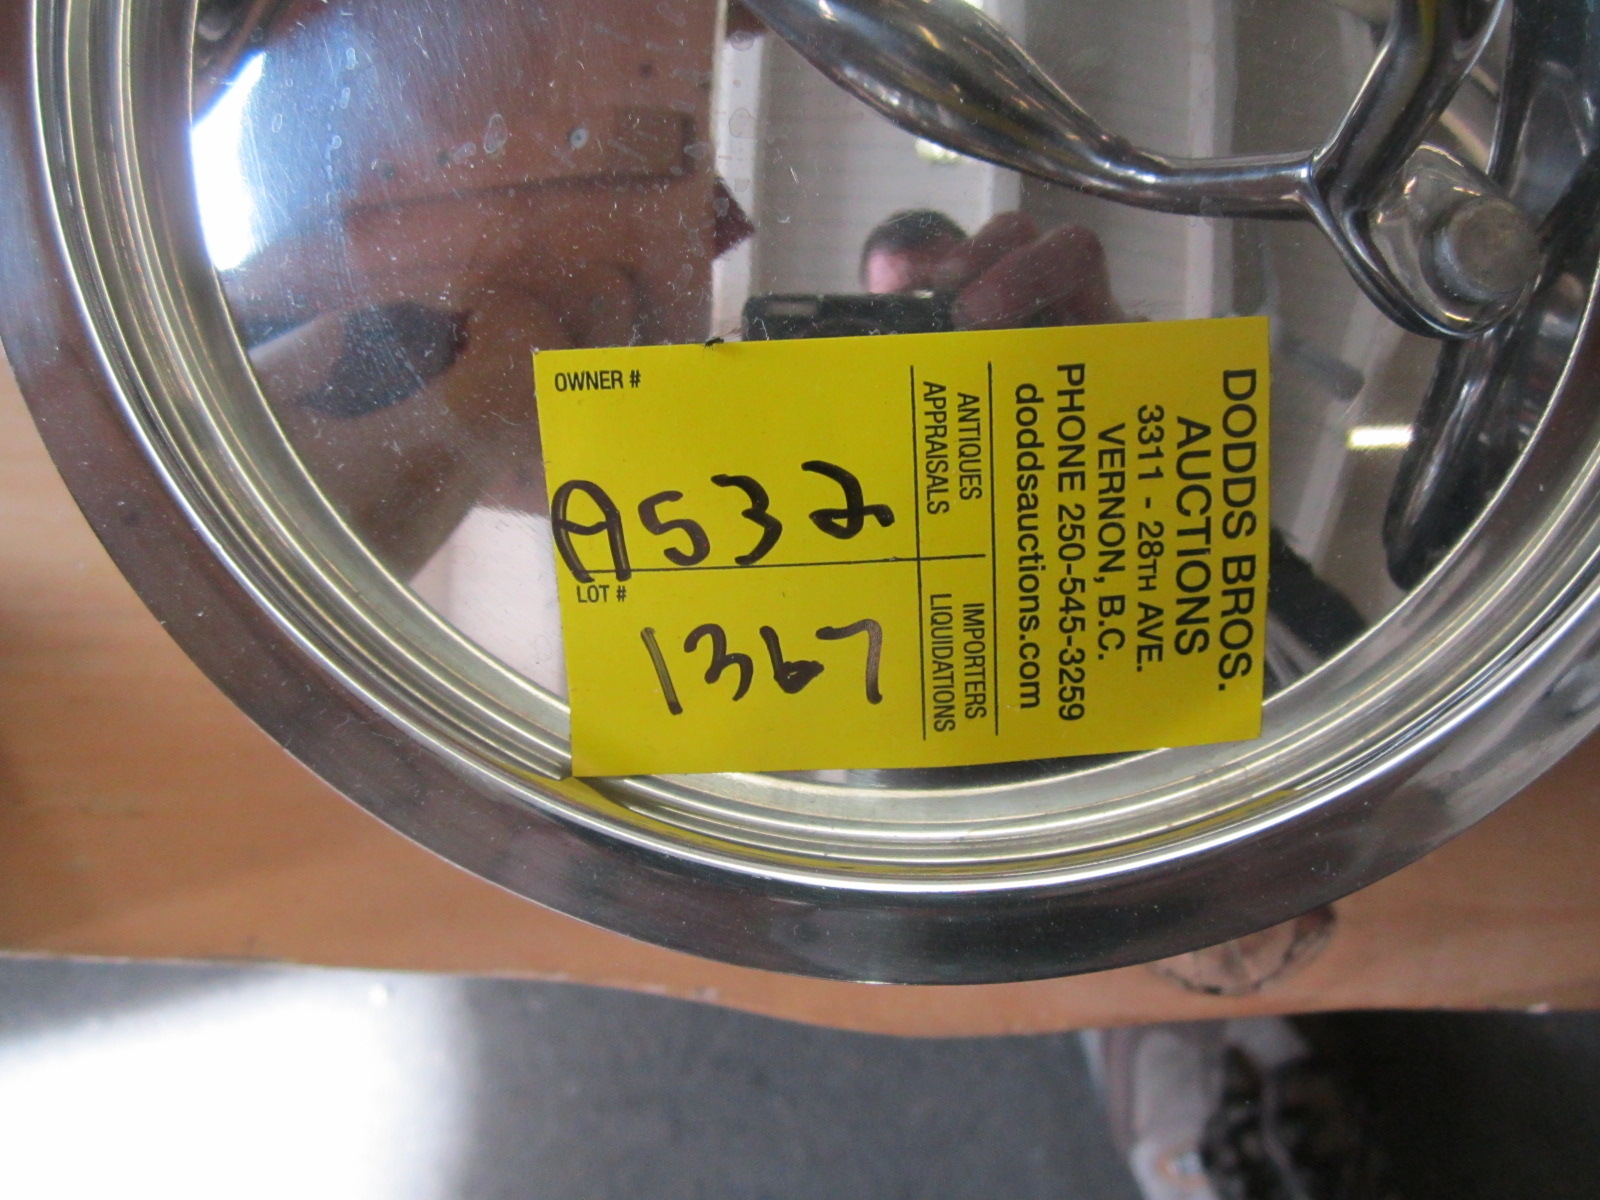 DODDS BROS.
AUCTIONS
3311 - 28TH AVE.
VERNON, B.C.
PHONE 250-545-3259
doddsauctions.com
ANTIQUES
APPRAISALS
IMPORTERS
LIQUIDATIONS
OWNER #
A532
LOT #
1367